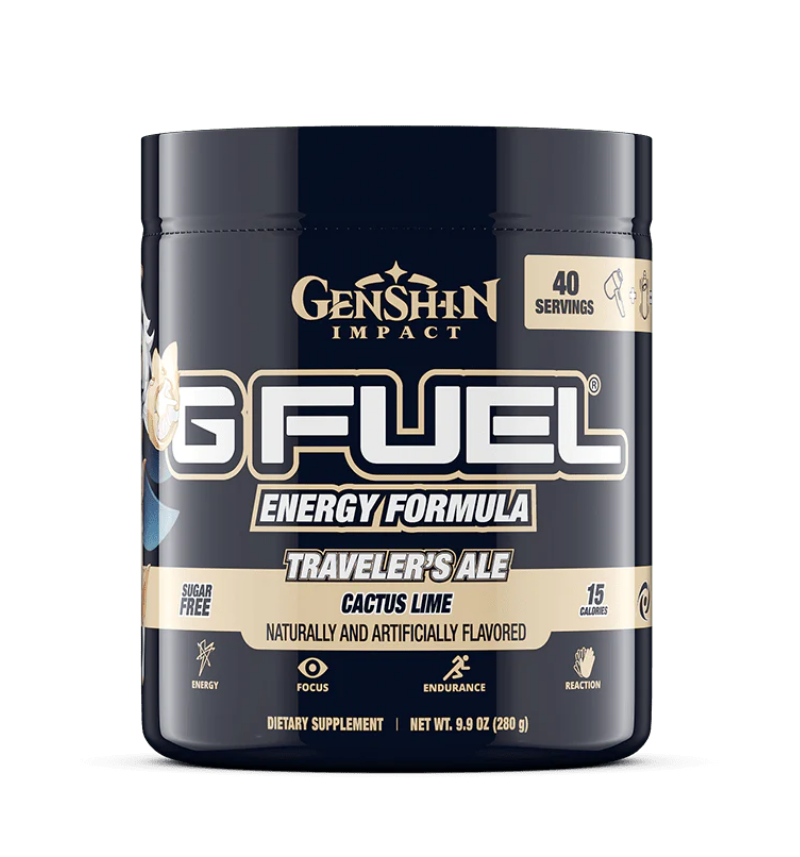 GENSHIN
IMPACT
40
SERVINGS
G FUEL®
ENERGY FORMULA
TRAVELER'S ALE
CACTUS LIME
NATURALLY AND ARTIFICIALLY FLAVORED
SUGAR
FREE
15
CALORIES
ENERGY
FOCUS
ENDURANCE
REACTION
DIETARY SUPPLEMENT | NET WT. 9.9 OZ (280 g)